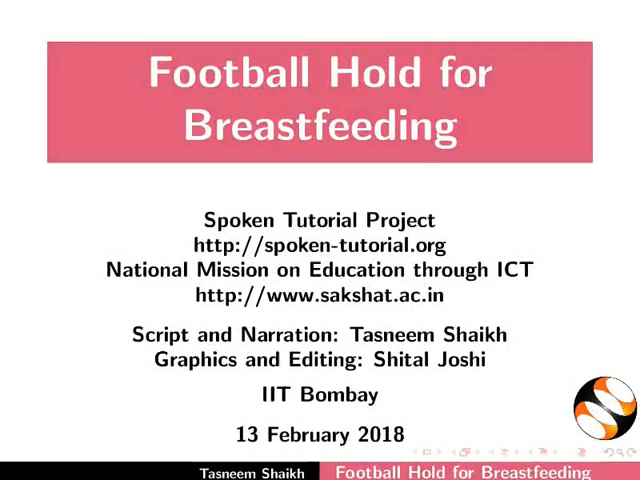 Football Hold for
Breastfeeding
Spoken Tutorial Project
http://spoken-tutorial.org
National Mission on Education through ICT
http://www.sakshat.ac.in
Script and Narration: Tasneem Shaikh
Graphics and Editing: Shital Joshi
IIT Bombay
13 February 2018
Tasneem Shaikh Football Hold for Breastfeeding